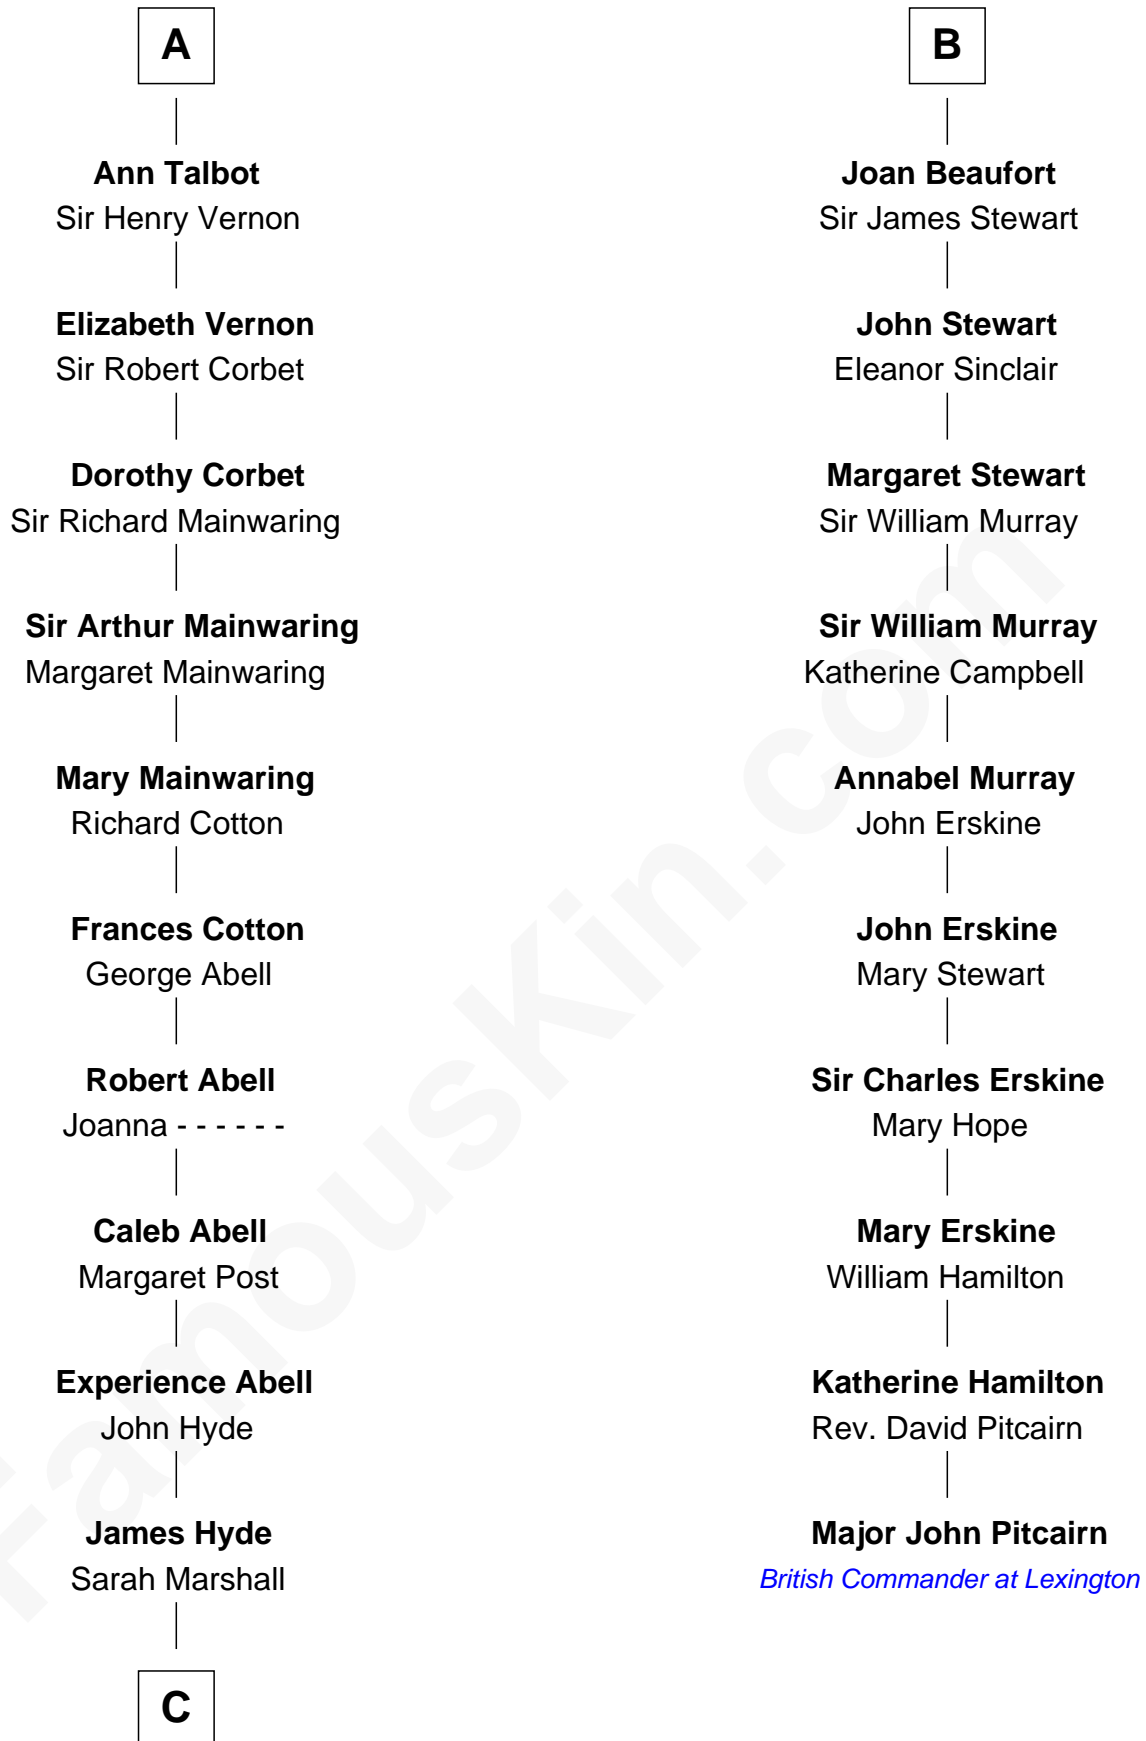 A
Ann Talbot
Sir Henry Vernon
Elizabeth Vernon
Sir Robert Corbet
Dorothy Corbet
Sir Richard Mainwaring
Sir Arthur Mainwaring
Margaret Mainwaring
Mary Mainwaring
Richard Cotton
Frances Cotton
George Abell
Robert Abell
Joanna - - - - - -
Caleb Abell
Margaret Post
Experience Abell
John Hyde
James Hyde
Sarah Marshall
C
B
Joan Beaufort
Sir James Stewart
John Stewart
Eleanor Sinclair
Margaret Stewart
Sir William Murray
Sir William Murray
Katherine Campbell
Annabel Murray
John Erskine
John Erskine
Mary Stewart
Sir Charles Erskine
Mary Hope
Mary Erskine
William Hamilton
Katherine Hamilton
Rev. David Pitcairn
Major John Pitcairn
British Commander at Lexington
FamousKin.com